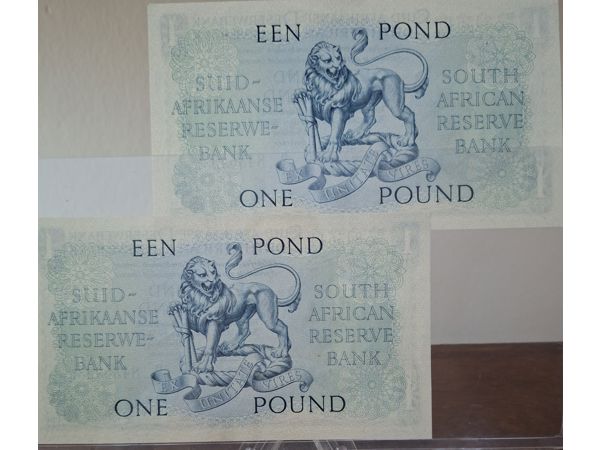 EEN POND
SUID-
AFRIKAANSE
RESERWE-
BANK
SOUTH
AFRICAN
RESERVE
BANK
EX UNITATE VIRES
ONE POUND
EEN POND
SUID-
AFRIKAANSE
RESERWE-
BANK
SOUTH
AFRICAN
RESERVE
BANK
EX UNITATE VIRES
ONE POUND